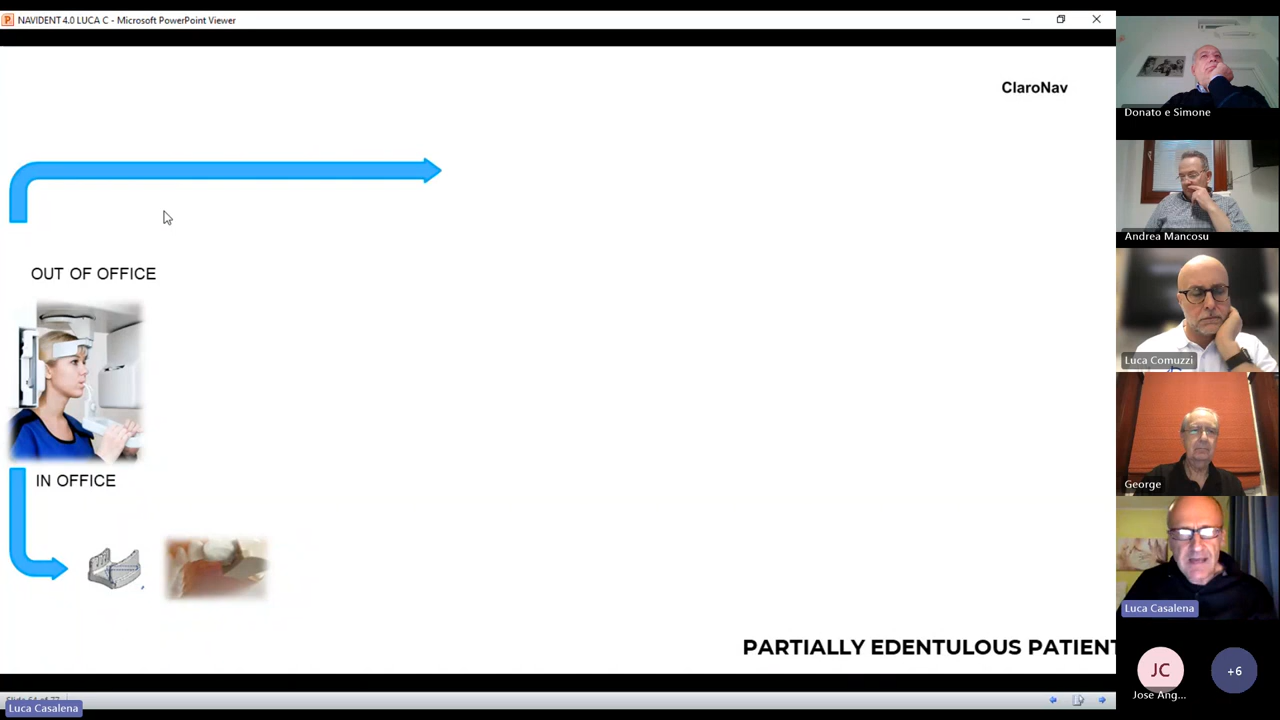 NAVIDENT 4.0 LUCA C - Microsoft PowerPoint Viewer
ClaroNav
OUT OF OFFICE
IN OFFICE
PARTIALLY EDENTULOUS PATIENT
Luca Casalena
Donato e Simone
Andrea Mancosu
Luca Comuzzi
George
Luca Casalena
JC
Jose Ang...
+6